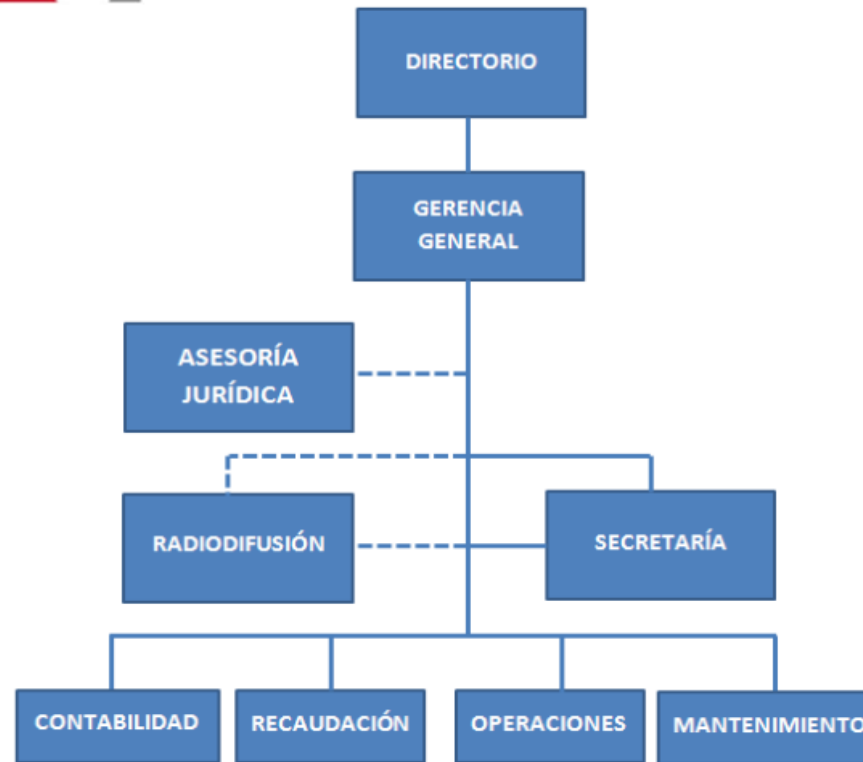 DIRECTORIO
GERENCIA
GENERAL
ASESORÍA
JURÍDICA
RADIODIFUSIÓN
SECRETARÍA
CONTABILIDAD
RECAUDACIÓN
OPERACIONES
MANTENIMIENTO